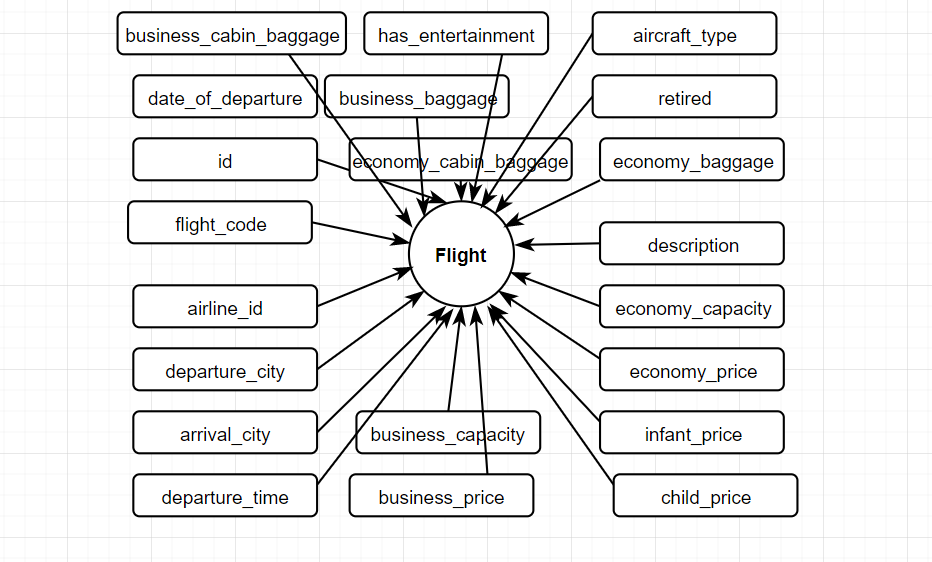 business_cabin_baggage
has_entertainment
aircraft_type
date_of_departure
business_baggage
retired
id
economy_cabin_baggage
economy_baggage
flight_code
description
Flight
airline_id
economy_capacity
departure_city
economy_price
arrival_city
business_capacity
infant_price
departure_time
business_price
child_price